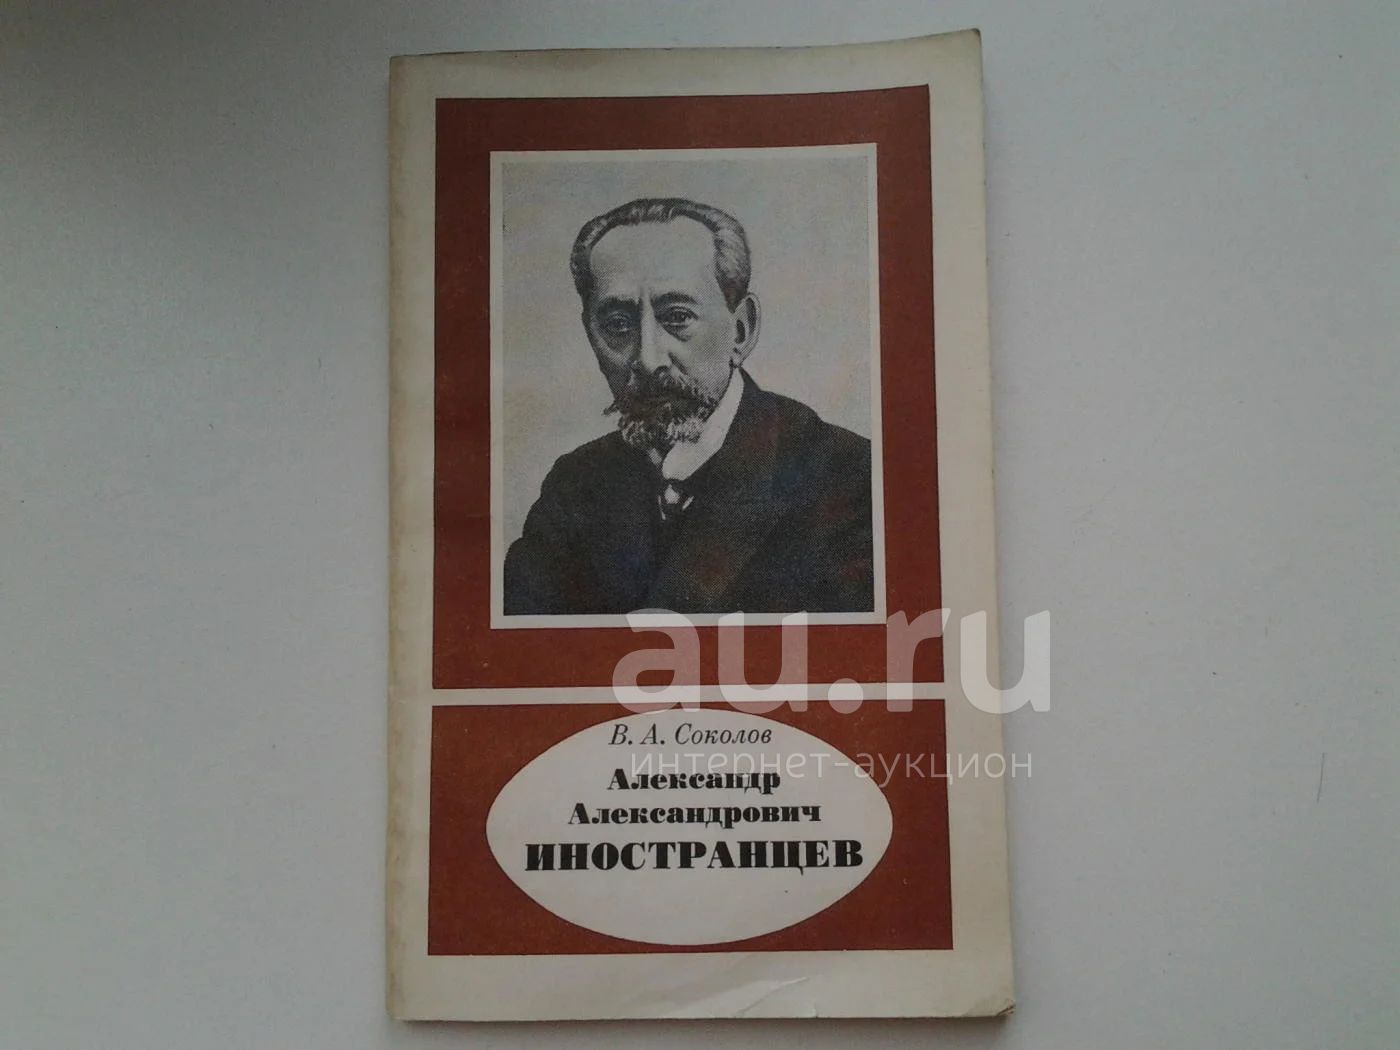 au.ru
интернет-аукцион
В. А. Соколов
Александр
Александрович
ИНОСТРАНЦЕВ